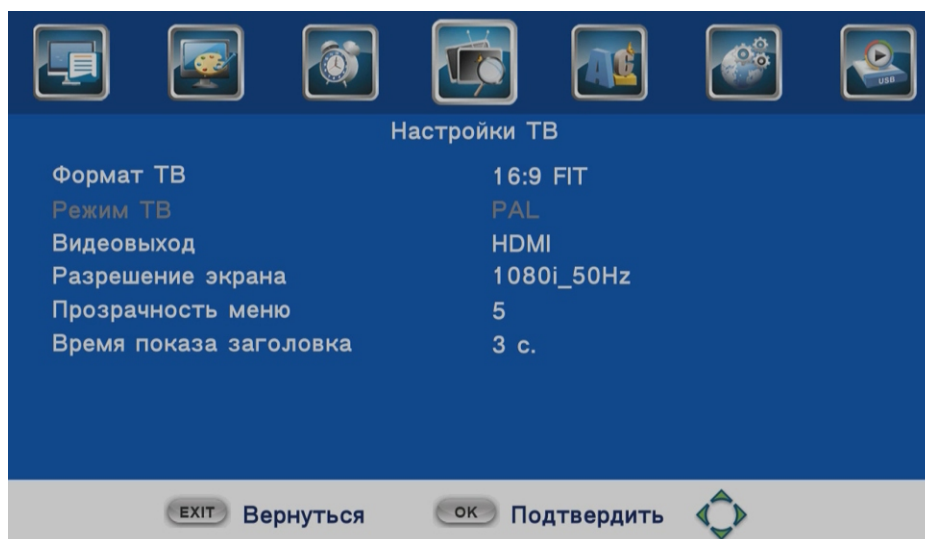 USB
Настройки ТВ
Формат ТВ 16:9 FIT
Режим ТВ PAL
Видеовыход HDMI
Разрешение экрана 1080i_50Hz
Прозрачность меню 5
Время показа заголовка 3 с.
EXIT Вернуться OK Подтвердить